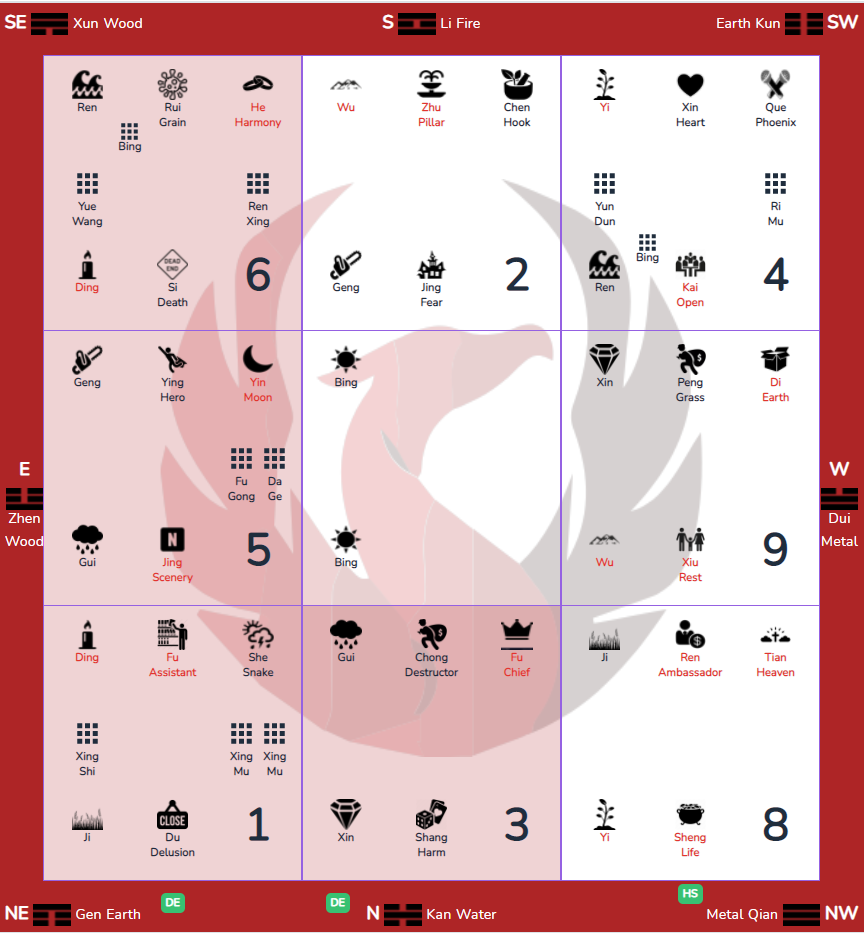 SE Xun Wood S Li Fire Earth Kun SW
Ren Rui Grain He Harmony
Bing
Yue Wang Ren Xing
Ding DEAD END Si Death 6
Wu Zhu Pillar Chen Hook
Geng Jing Fear 2
Yi Xin Heart Que Phoenix
Yun Dun Ri Mu
Bing
Ren Kai Open 4
E
Zhen
Wood
Geng Ying Hero Yin Moon
Fu Gong Da Ge
Gui N Jing Scenery 5
Bing
Bing
Xin Peng Grass $ Di Earth
Wu Xiu Rest 9
W
Dui
Metal
Ding Fu Assistant She Snake
Xing Shi Xing Mu Xing Mu
Ji CLOSE Du Delusion 1
Gui Chong Destructor $ Fu Chief
Xin Shang Harm 3
Ji Ren Ambassador $ Tian Heaven
Yi Sheng Life 8
DE DE HS
NE Gen Earth N Kan Water Metal Qian NW